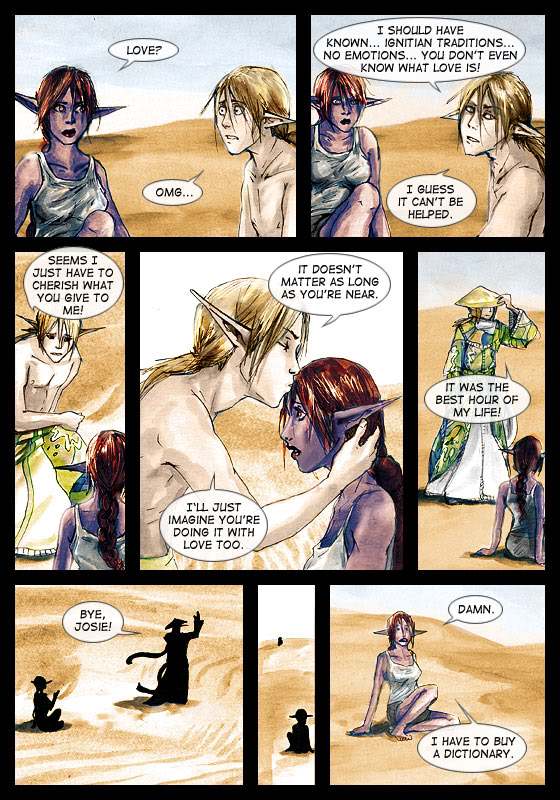 LOVE?
OMG...
I SHOULD HAVE
KNOWN... IGNITIAN TRADITIONS...
NO EMOTIONS... YOU DON'T EVEN
KNOW WHAT LOVE IS!
I GUESS
IT CAN'T BE
HELPED.
SEEMS I
JUST HAVE TO
CHERISH WHAT
YOU GIVE TO
ME!
IT DOESN'T
MATTER AS LONG
AS YOU'RE NEAR.
I'LL JUST
IMAGINE YOU'RE
DOING IT WITH
LOVE TOO.
IT WAS THE
BEST HOUR OF
MY LIFE!
BYE,
JOSIE!
DAMN.
I HAVE TO BUY
A DICTIONARY.